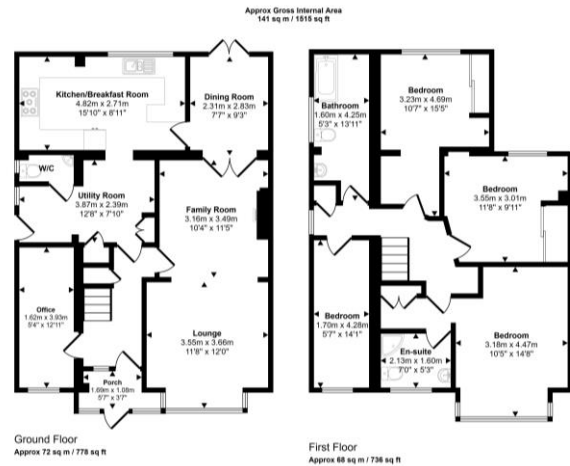 Approx Gross Internal Area
141 sq m / 1515 sq ft
Kitchen/Breakfast Room
4.82m x 2.71m
15'10" x 8'11"
Dining Room
2.31m x 2.83m
7'7" x 9'3"
W/C
Utility Room
3.87m x 2.39m
12'8" x 7'10"
Family Room
3.16m x 3.49m
10'4" x 11'5"
Office
1.62m x 3.93m
5'4" x 12'11"
Lounge
3.55m x 3.66m
11'8" x 12'0"
Porch
1.69m x 1.08m
5'7" x 3'7"
Ground Floor
Approx 72 sq m / 778 sq ft
Bathroom
1.60m x 4.25m
5'3" x 13'11"
Bedroom
3.23m x 4.69m
10'7" x 15'5"
Bedroom
3.55m x 3.01m
11'8" x 9'11"
Bedroom
1.70m x 4.28m
5'7" x 14'1"
En-suite
2.13m x 1.60m
7'0" x 5'3"
Bedroom
3.18m x 4.47m
10'5" x 14'8"
First Floor
Approx 68 sq m / 736 sq ft